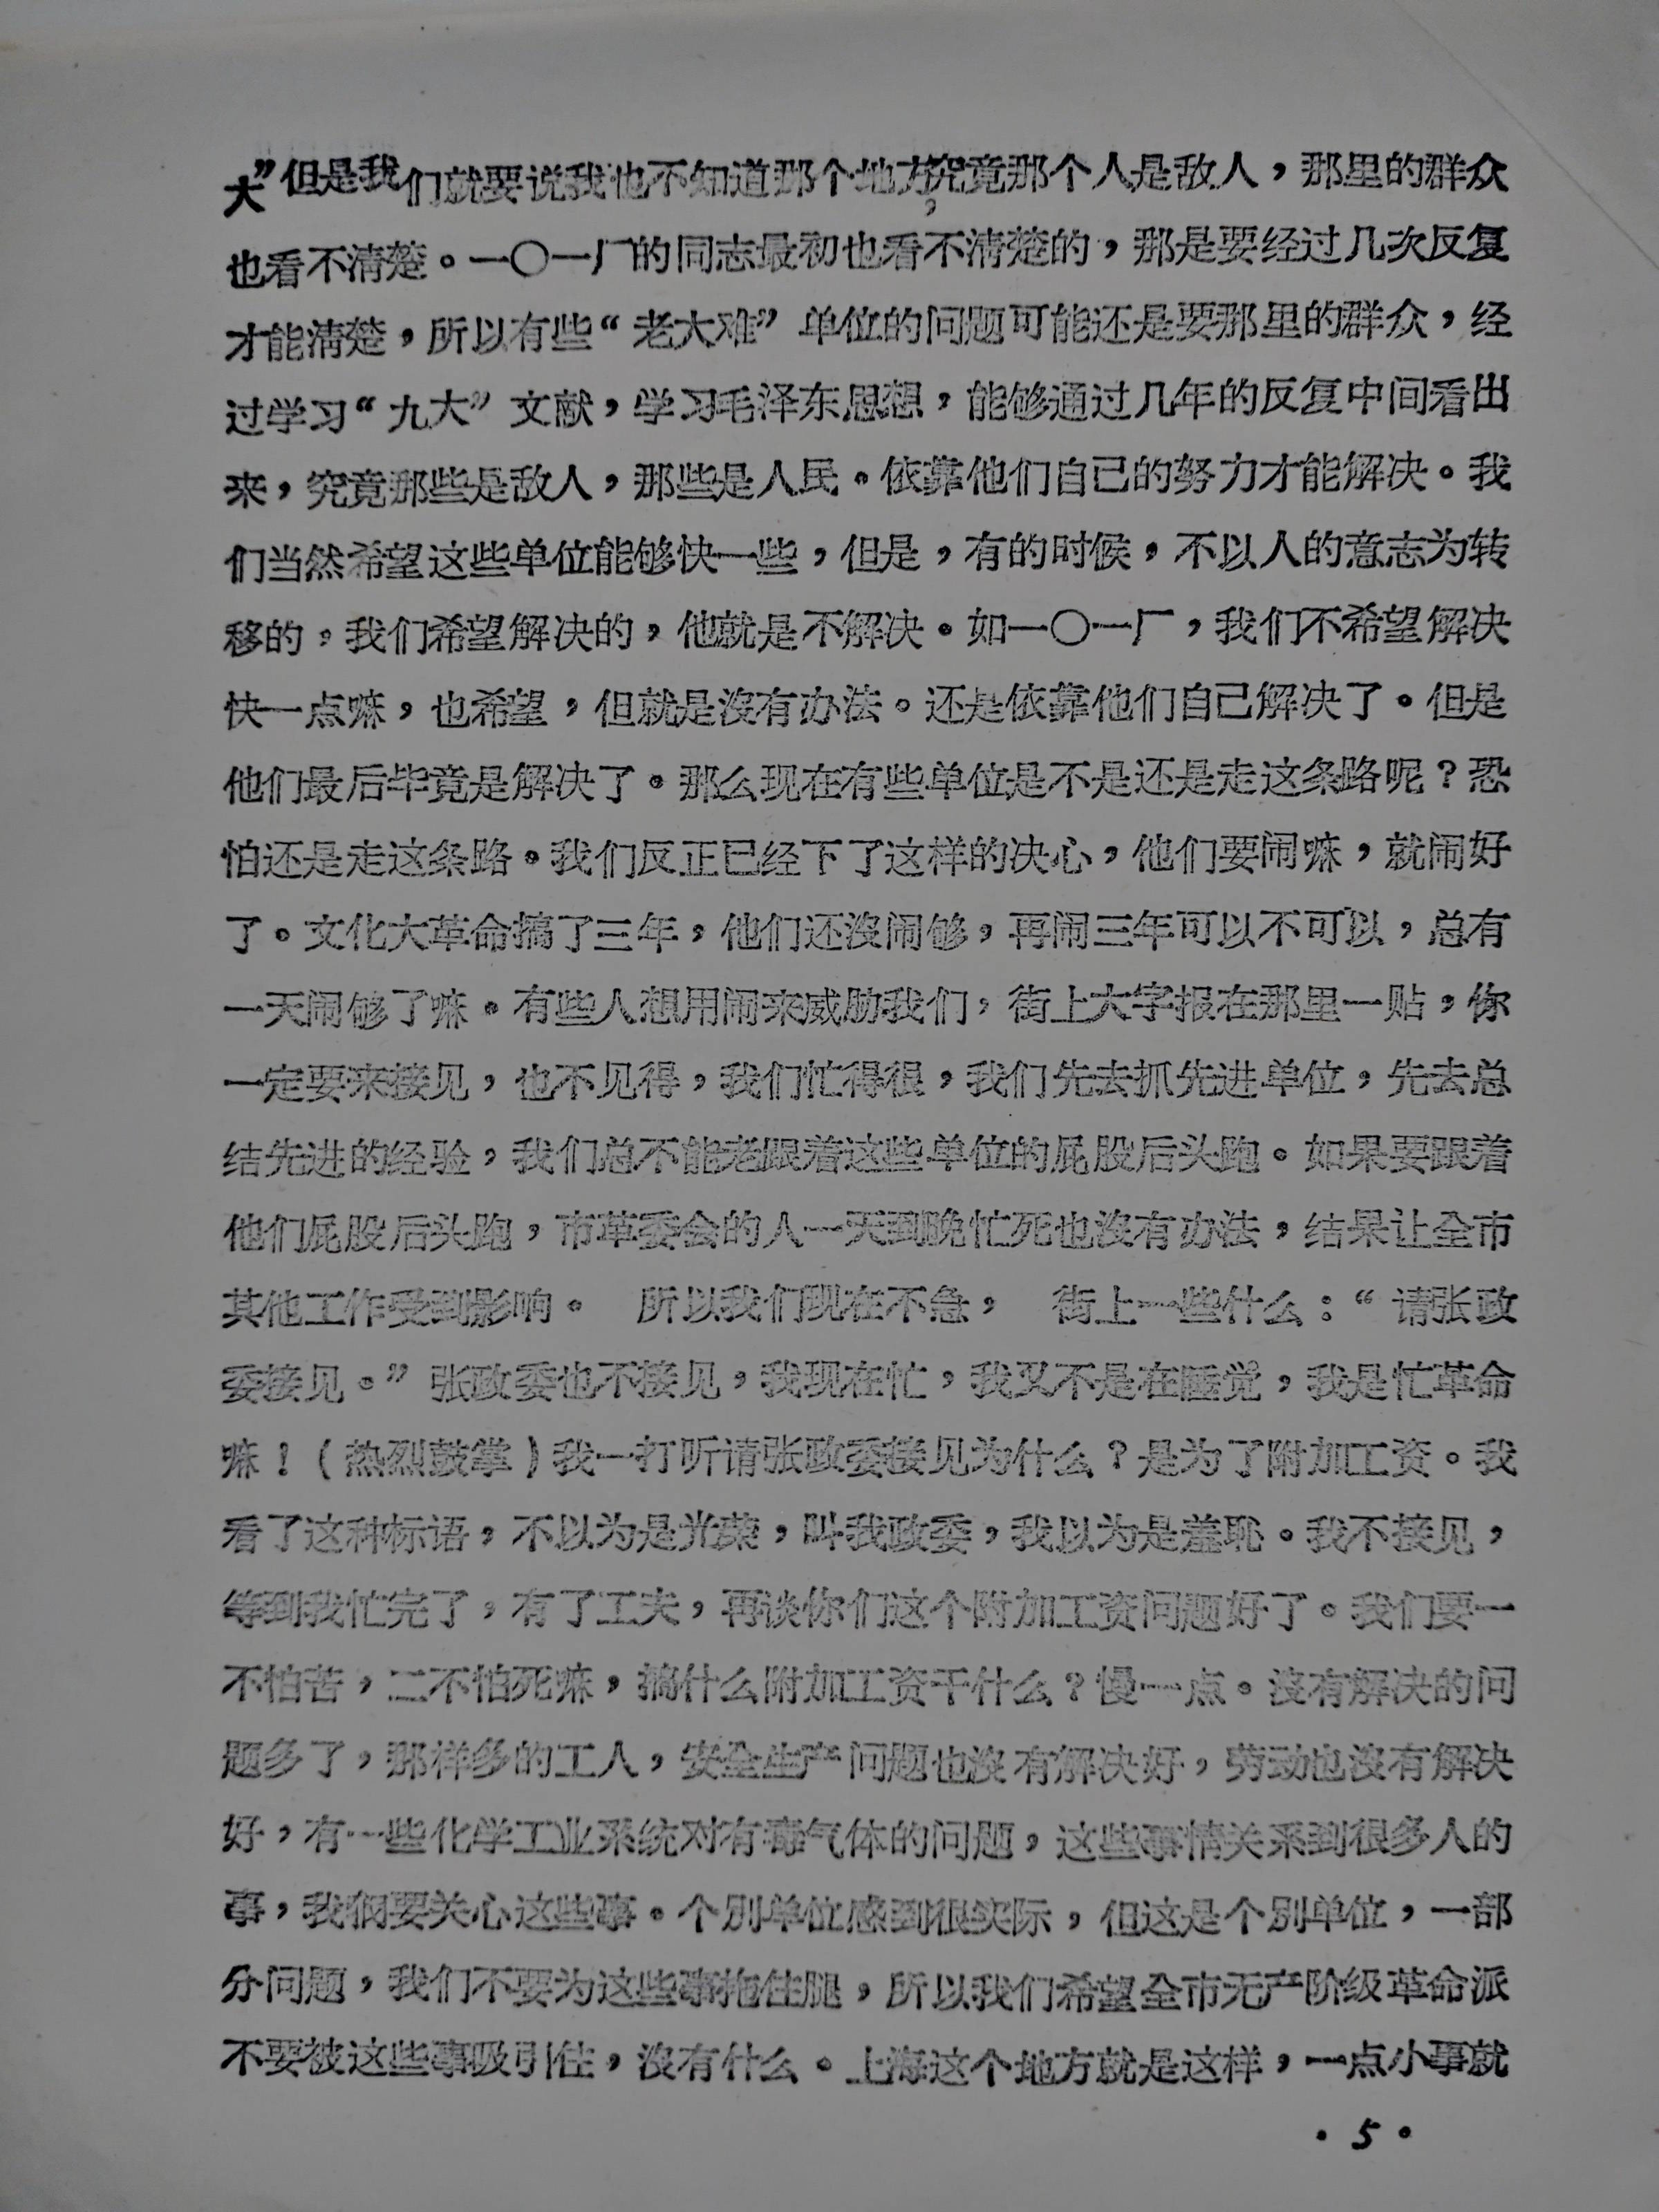 大”但是我们就要说我也不知道那个地方，究竟那个人是敌人，那里的群众
也看不清楚。一〇一厂的同志最初也看不清楚的，那是要经过几次反复
才能清楚，所以有些“老大难”单位的问题可能还是要那里的群众，经
过学习“九大”文献，学习毛泽东思想，能够通过几年的反复中间看出
来，究竟那些是敌人，那些是人民。依靠他们自己的努力才能解决。我
们当然希望这些单位能够快一些，但是，有的时候，不以人的意志为转
移的，我们希望解决的，他就是不解决。如一〇一厂，我们不希望解决
快一点嘛，也希望，但就是沒有办法。还是依靠他们自己解决了。但是
他们最后毕竟是解决了。那么现在有些单位是不是还是走这条路呢？恐
怕还是走这条路。我们反正已经下了这样的决心，他们要闹嘛，就闹好
了。文化大革命搞了三年，他们还沒闹够，再闹三年可以不可以，总有
一天闹够了嘛。有些人想用闹来威胁我们，街上大字报在那里一贴，你
一定要来接见，也不见得，我们忙得很，我们先去抓先进单位，先去总
结先进的经验，我们总不能老跟着这些单位的屁股后头跑。如果要跟着
他们屁股后头跑，市革委会的人一天到晚忙死也沒有办法，结果让全市
其他工作受到影响。 所以我们现在不急， 街上一些什么：“请张政
委接见。”张政委也不接见，我现在忙，我又不是在睡觉，我是忙革命
嘛！（热烈鼓掌）我一打听请张政委接见为什么？是为了附加工资。我
看了这种标语，不以为是光荣，叫我政委，我以为是羞恥。我不接见，
等到我忙完了，有了工夫，再谈你们这个附加工资问题好了。我们要一
不怕苦，二不怕死嘛，搞什么附加工资干什么？慢一点。沒有解决的问
题多了，那样多的工人，安全生产问题也沒有解决好，劳动也沒有解决
好，有一些化学工业系统对有毒气体的问题，这些事情关系到很多人的
事，我们要关心这些事。个别单位感到很实际，但这是个别单位，一部
分问题，我们不要为这些事拖住腿，所以我们希望全市无产阶级革命派
不要被这些事吸引住，沒有什么。上海这个地方就是这样，一点小事就
·5·